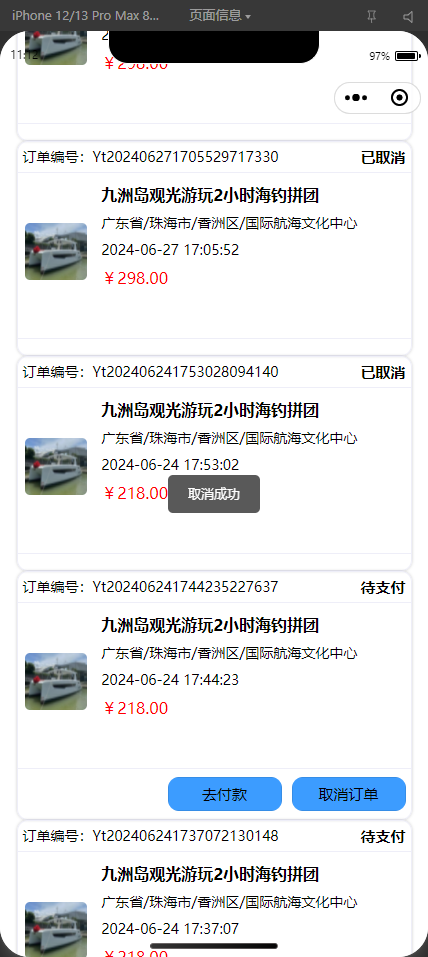 iPhone 12/13 Pro Max 8... 页面信息
11:12
97%
￥298.00
订单编号：Yt202406271705529717330 已取消
九洲岛观光游玩2小时海钓拼团
广东省/珠海市/香洲区/国际航海文化中心
2024-06-27 17:05:52
￥298.00
订单编号：Yt202406241753028094140 已取消
九洲岛观光游玩2小时海钓拼团
广东省/珠海市/香洲区/国际航海文化中心
2024-06-24 17:53:02
￥218.00
取消成功
订单编号：Yt202406241744235227637 待支付
九洲岛观光游玩2小时海钓拼团
广东省/珠海市/香洲区/国际航海文化中心
2024-06-24 17:44:23
￥218.00
去付款 取消订单
订单编号：Yt202406241737072130148 待支付
九洲岛观光游玩2小时海钓拼团
广东省/珠海市/香洲区/国际航海文化中心
2024-06-24 17:37:07
￥218.00